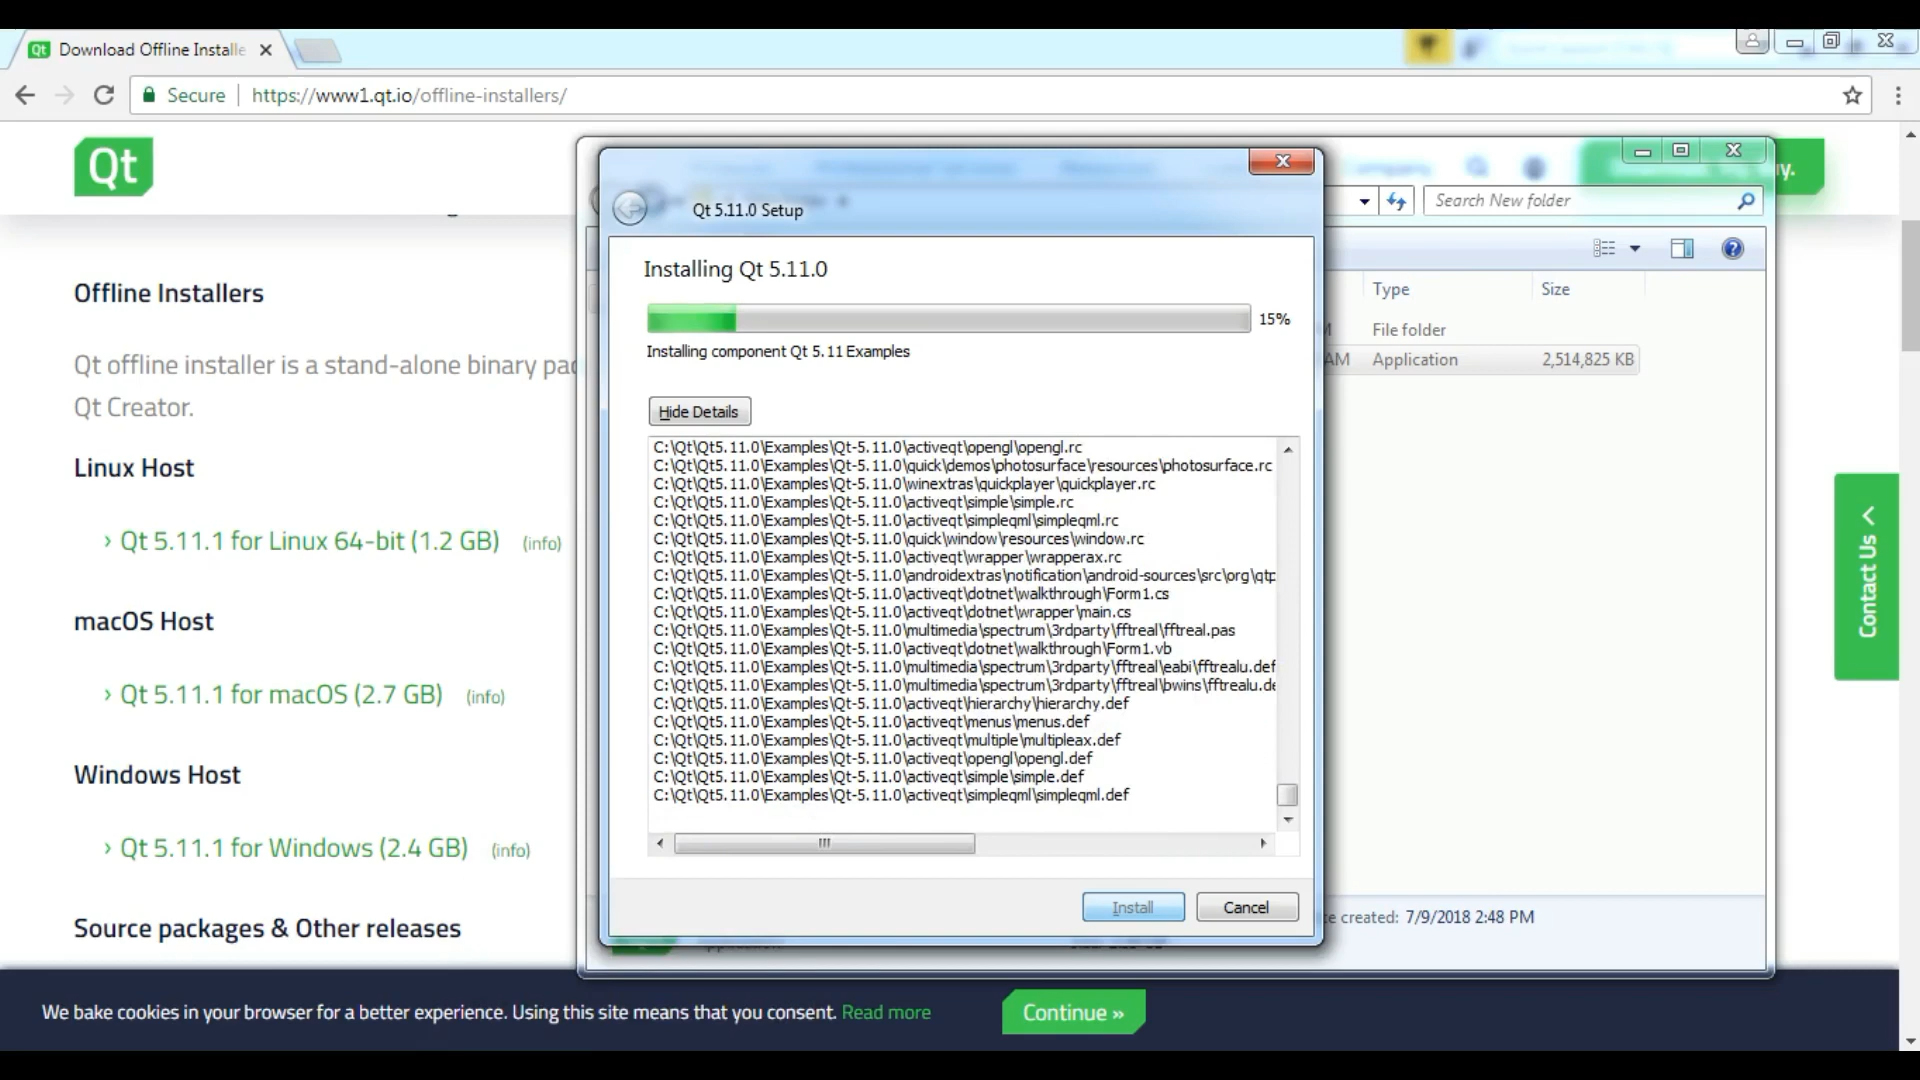 Qt Download Offline Installe
Secure https://www1.qt.io/offline-installers/
Qt
Offline Installers
Qt offline installer is a stand-alone binary pac
Qt Creator.
Linux Host
› Qt 5.11.1 for Linux 64-bit (1.2 GB) (info)
macOS Host
› Qt 5.11.1 for macOS (2.7 GB) (info)
Windows Host
› Qt 5.11.1 for Windows (2.4 GB) (info)
Source packages & Other releases
Qt 5.11.0 Setup
Installing Qt 5.11.0
15%
Installing component Qt 5.11 Examples
Hide Details
C:\Qt\Qt5.11.0\Examples\Qt-5.11.0\activeqt\opengl\opengl.rc
C:\Qt\Qt5.11.0\Examples\Qt-5.11.0\quick\demos\photosurface\resources\photosurface.rc
C:\Qt\Qt5.11.0\Examples\Qt-5.11.0\winextras\quickplayer\quickplayer.rc
C:\Qt\Qt5.11.0\Examples\Qt-5.11.0\activeqt\simple\simple.rc
C:\Qt\Qt5.11.0\Examples\Qt-5.11.0\activeqt\simpleqml\simpleqml.rc
C:\Qt\Qt5.11.0\Examples\Qt-5.11.0\quick\window\resources\window.rc
C:\Qt\Qt5.11.0\Examples\Qt-5.11.0\activeqt\wrapper\wrapperax.rc
C:\Qt\Qt5.11.0\Examples\Qt-5.11.0\androidextras\notification\android-sources\src\org\qtp
C:\Qt\Qt5.11.0\Examples\Qt-5.11.0\activeqt\dotnet\walkthrough\Form1.cs
C:\Qt\Qt5.11.0\Examples\Qt-5.11.0\activeqt\dotnet\wrapper\main.cs
C:\Qt\Qt5.11.0\Examples\Qt-5.11.0\multimedia\spectrum\3rdparty\fftreal\fftreal.pas
C:\Qt\Qt5.11.0\Examples\Qt-5.11.0\activeqt\dotnet\walkthrough\Form1.vb
C:\Qt\Qt5.11.0\Examples\Qt-5.11.0\multimedia\spectrum\3rdparty\fftreal\eabi\fftrealu.def
C:\Qt\Qt5.11.0\Examples\Qt-5.11.0\multimedia\spectrum\3rdparty\fftreal\bwins\fftrealu.de
C:\Qt\Qt5.11.0\Examples\Qt-5.11.0\activeqt\hierarchy\hierarchy.def
C:\Qt\Qt5.11.0\Examples\Qt-5.11.0\activeqt\menus\menus.def
C:\Qt\Qt5.11.0\Examples\Qt-5.11.0\activeqt\multiple\multipleax.def
C:\Qt\Qt5.11.0\Examples\Qt-5.11.0\activeqt\opengl\opengl.def
C:\Qt\Qt5.11.0\Examples\Qt-5.11.0\activeqt\simple\simple.def
C:\Qt\Qt5.11.0\Examples\Qt-5.11.0\activeqt\simpleqml\simpleqml.def
Install Cancel
Search New folder
Type Size
File folder
AM Application 2,514,825 KB
te created: 7/9/2018 2:48 PM
Contact Us
We bake cookies in your browser for a better experience. Using this site means that you consent. Read more
Continue »